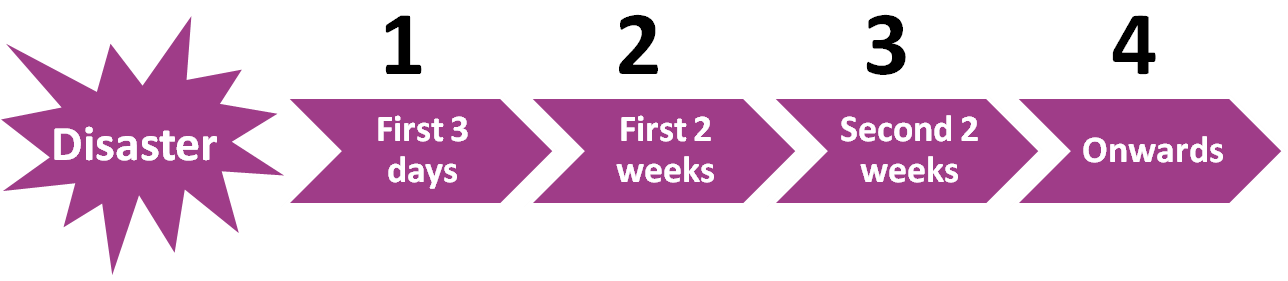 1
2
3
4
Disaster
First 3
days
First 2
weeks
Second 2
weeks
Onwards